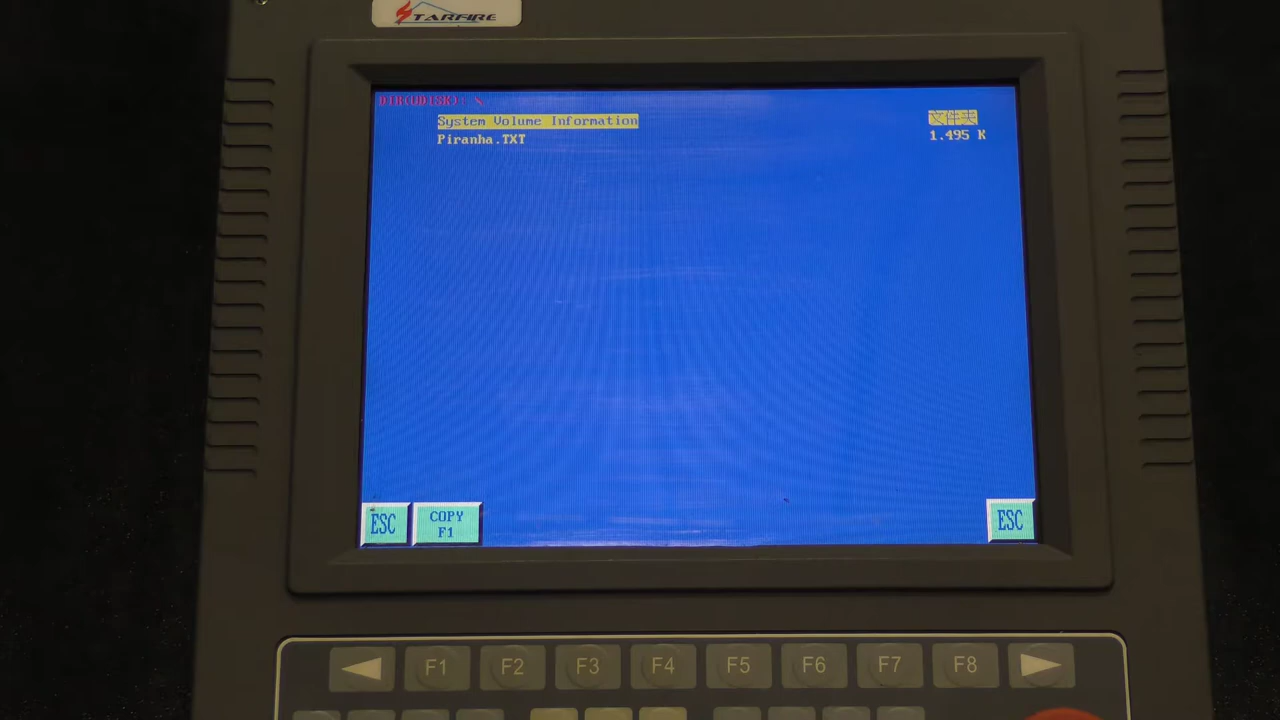 STARFIRE
DIR(UDISK): \
System Volume Information 文件夹
Piranha.TXT 1.495 K
ESC COPY F1 ESC
F1 F2 F3 F4 F5 F6 F7 F8